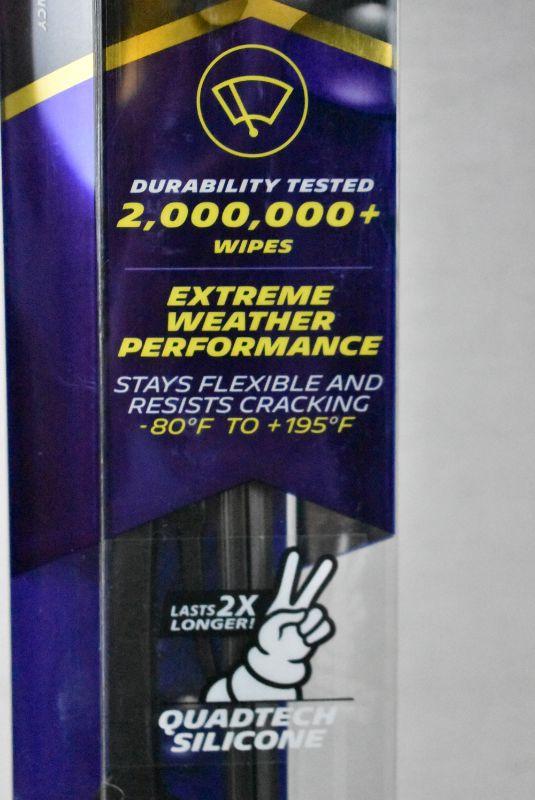 DURABILITY TESTED
2,000,000+
WIPES
EXTREME
WEATHER
PERFORMANCE
STAYS FLEXIBLE AND
RESISTS CRACKING
-80°F TO +195°F
LASTS 2X
LONGER!
QUADTECH
SILICONE